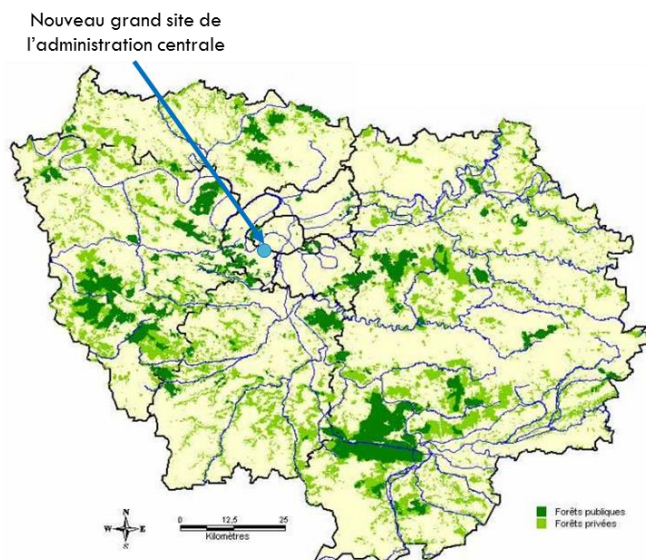 Nouveau grand site de
l'administration centrale
N
W E
S
0 12,5 25
Kilomètres
Forêts publiques
Forêts privées